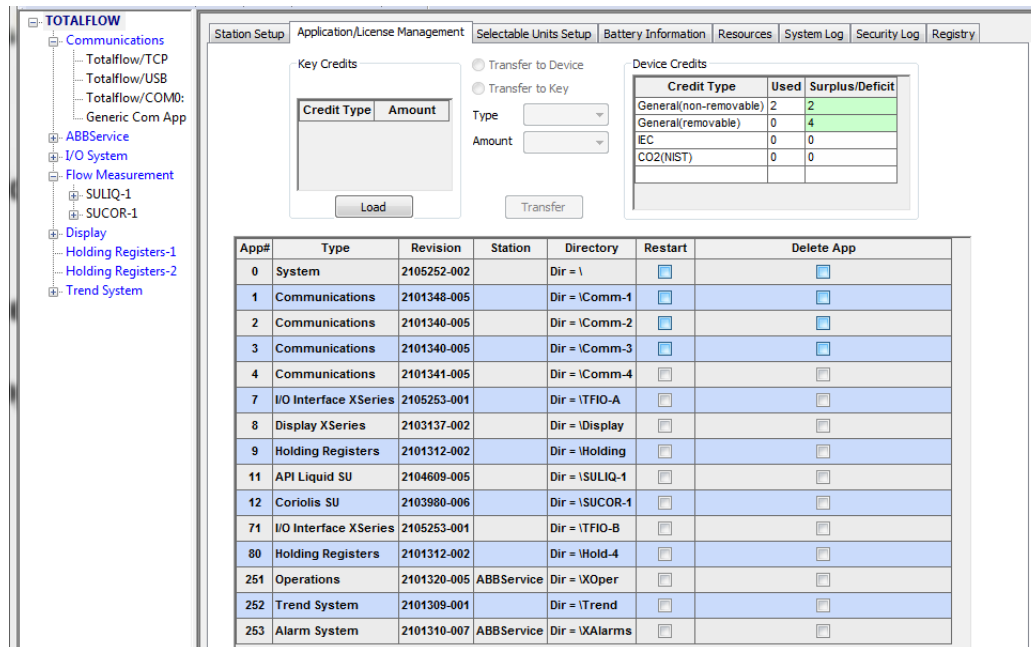 TOTALFLOW
Communications
Totalflow/TCP
Totalflow/USB
Totalflow/COM0:
Generic Com App
ABBService
I/O System
Flow Measurement
SULIQ-1
SUCOR-1
Display
Holding Registers-1
Holding Registers-2
Trend System
Station Setup Application/License Management Selectable Units Setup Battery Information Resources System Log Security Log Registry
Key Credits
Credit Type Amount
Load
Transfer to Device
Transfer to Key
Type
Amount
Transfer
Device Credits
Credit Type Used Surplus/Deficit
General(non-removable) 2 2
General(removable) 0 4
IEC 0 0
CO2(NIST) 0 0
App# Type Revision Station Directory Restart Delete App
0 System 2105252-002 Dir = \
1 Communications 2101348-005 Dir = \Comm-1
2 Communications 2101340-005 Dir = \Comm-2
3 Communications 2101340-005 Dir = \Comm-3
4 Communications 2101341-005 Dir = \Comm-4
7 I/O Interface XSeries 2105253-001 Dir = \TFIO-A
8 Display XSeries 2103137-002 Dir = \Display
9 Holding Registers 2101312-002 Dir = \Holding
11 API Liquid SU 2104609-005 Dir = \SULIQ-1
12 Coriolis SU 2103980-006 Dir = \SUCOR-1
71 I/O Interface XSeries 2105253-001 Dir = \TFIO-B
80 Holding Registers 2101312-002 Dir = \Hold-4
251 Operations 2101320-005 ABBService Dir = \XOper
252 Trend System 2101309-001 Dir = \Trend
253 Alarm System 2101310-007 ABBService Dir = \XAlarms